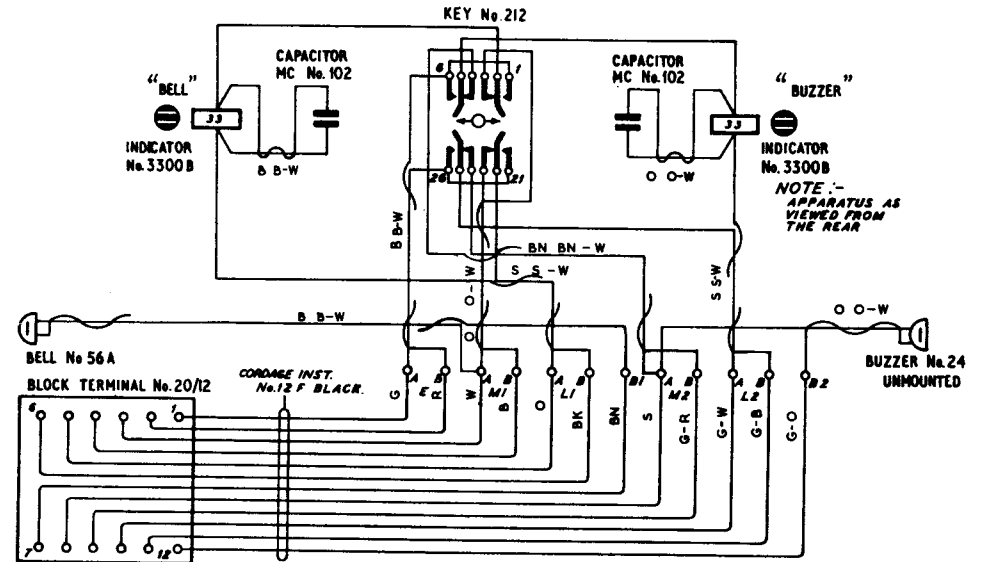 KEY No. 212
CAPACITOR
MC No. 102
CAPACITOR
MC No. 102
"BELL"
"BUZZER"
6
1
33
33
INDICATOR
No. 3300B
INDICATOR
No. 3300B
B B-W
O O-W
26
21
NOTE :-
APPARATUS AS
VIEWED FROM
THE REAR
B B-W
BN BN-W
S S-W
O O-W
S S-W
O O-W
B B-W
BELL No 56A
BUZZER No. 24
UNMOUNTED
BLOCK TERMINAL No. 20/12
CORDAGE INST.
No. 12 F BLACK.
A B A B A B B1 A B A B B2
E M1 L1 M2 L2
G R W B O BK BN S G-R G-W G-B G-O
6
1
7
12